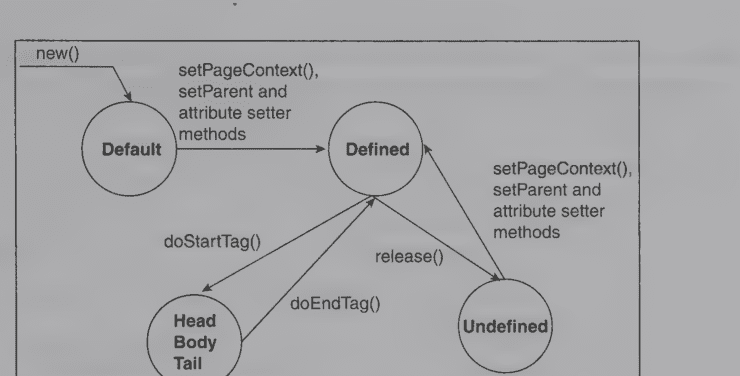 new()
setPageContext(),
setParent and
attribute setter
methods
Default
Defined
setPageContext(),
setParent and
attribute setter
methods
doStartTag()
release()
doEndTag()
Head
Body
Tail
Undefined